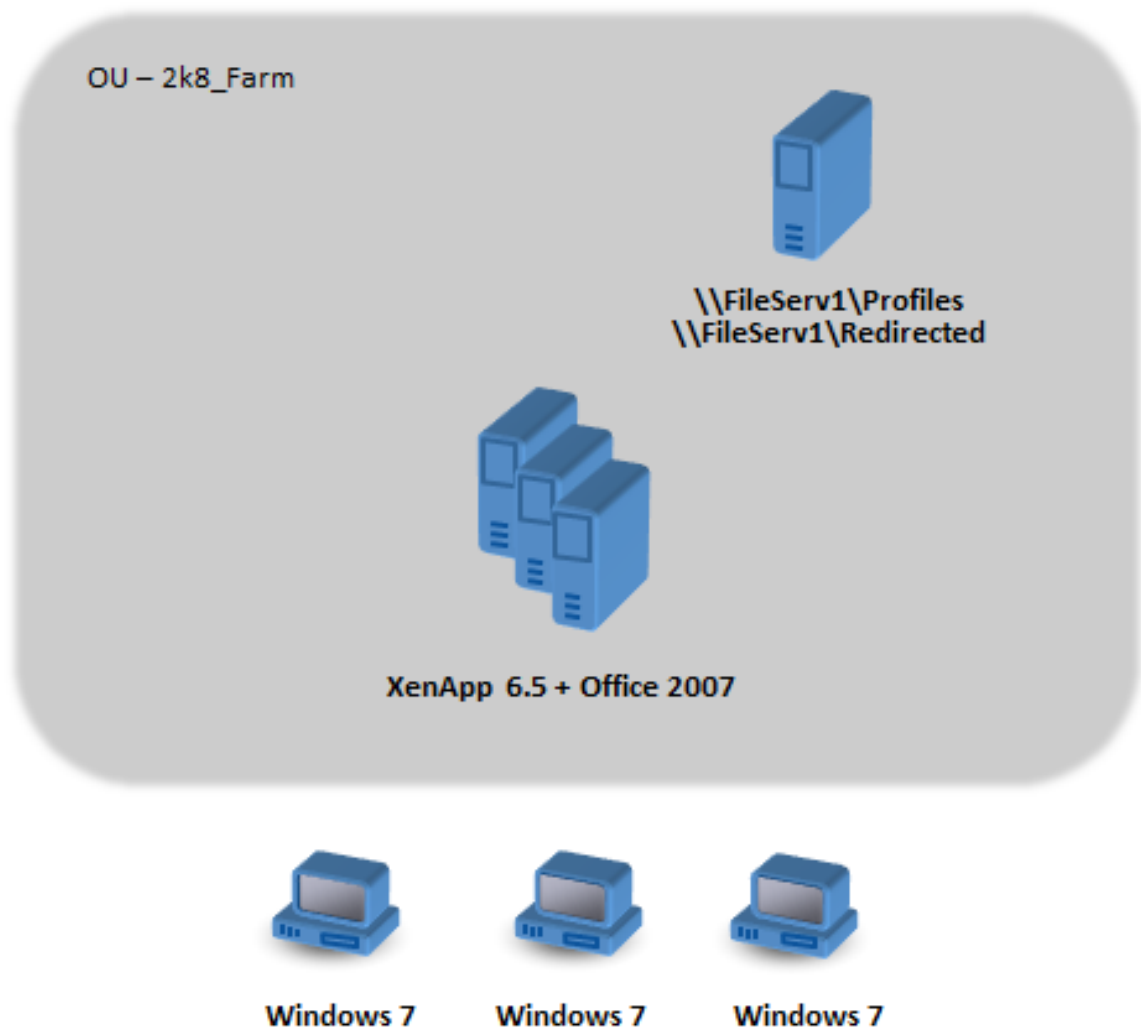 OU – 2k8_Farm
\\FileServ1\Profiles
\\FileServ1\Redirected
XenApp 6.5 + Office 2007
Windows 7
Windows 7
Windows 7